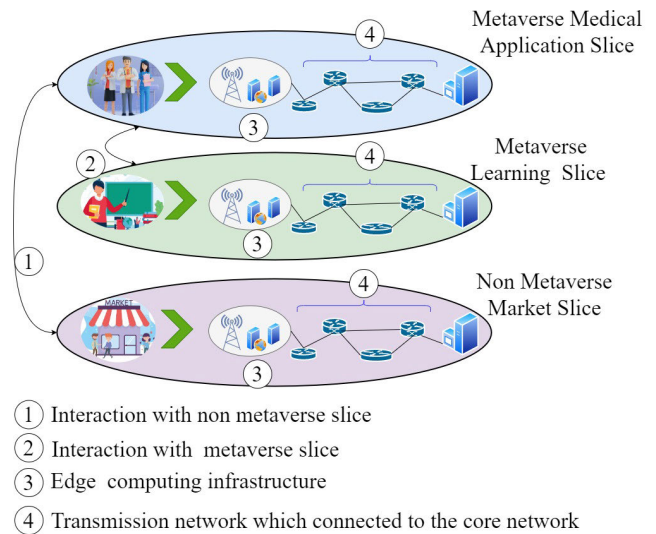 4
Metaverse Medical
Application Slice
3
2
4
Metaverse
Learning Slice
3
1
4
Non Metaverse
Market Slice
MARKET
3
1 Interaction with non metaverse slice
2 Interaction with metaverse slice
3 Edge computing infrastructure
4 Transmission network which connected to the core network